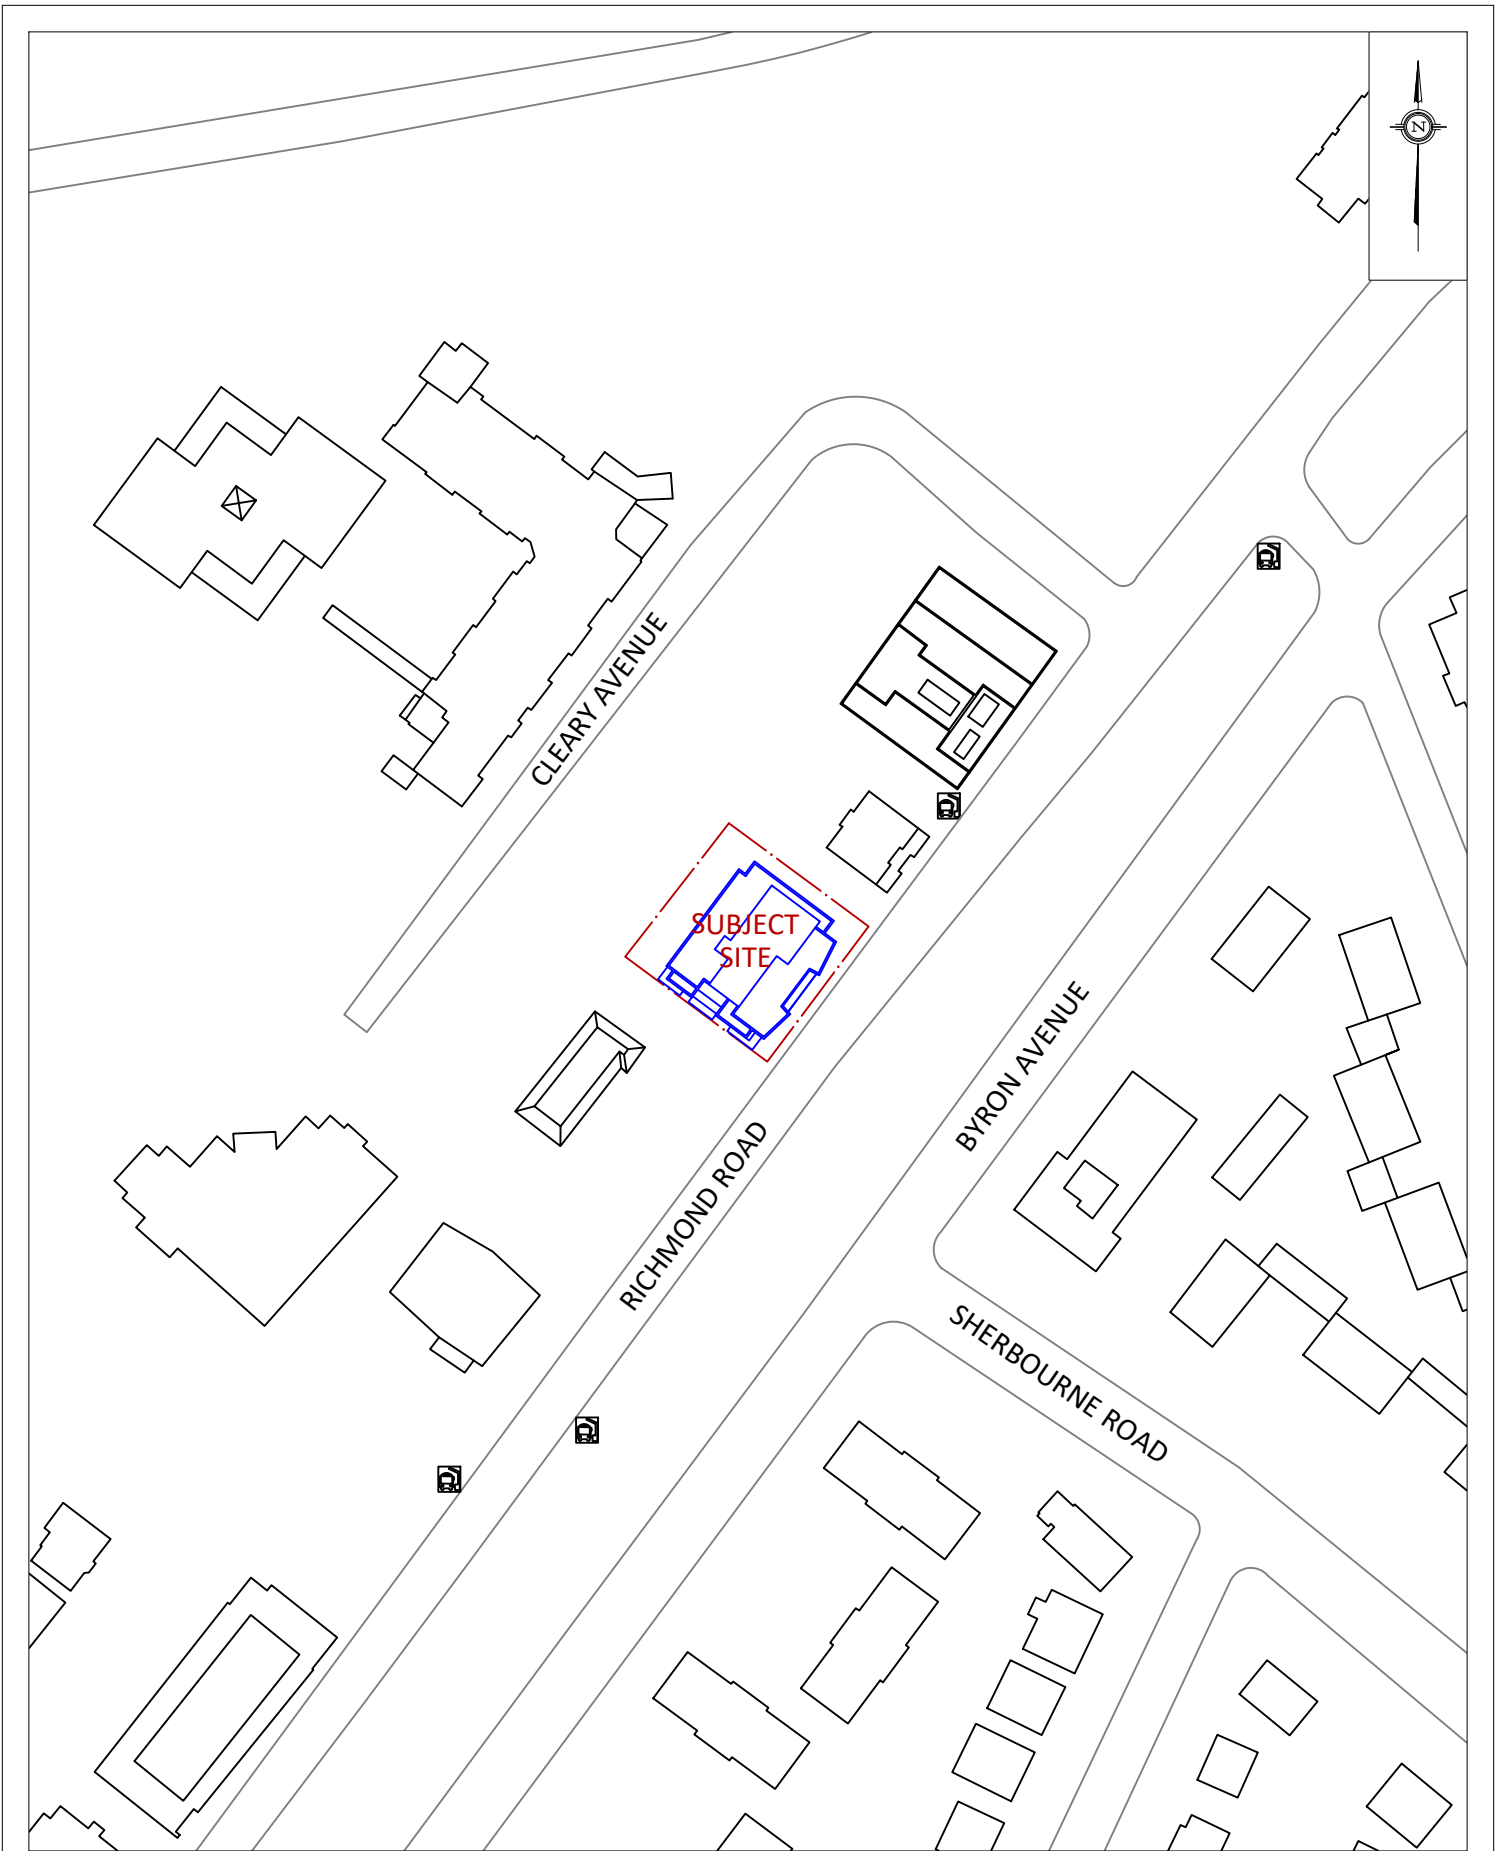 N
CLEARY AVENUE
SUBJECT
SITE
BYRON AVENUE
RICHMOND ROAD
SHERBOURNE ROAD